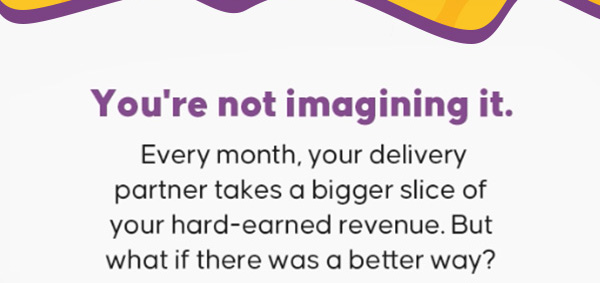 You're not imagining it.
Every month, your delivery
partner takes a bigger slice of
your hard-earned revenue. But
what if there was a better way?